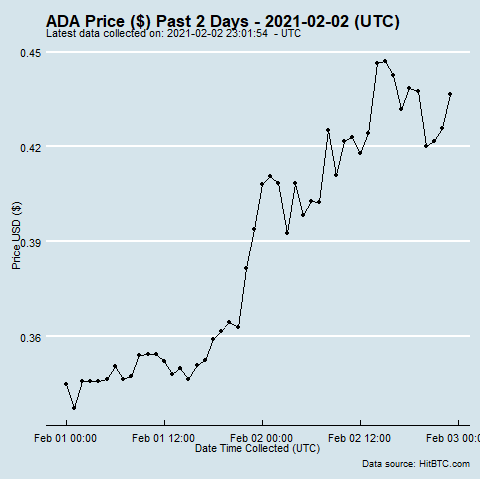 ADA Price ($) Past 2 Days - 2021-02-02 (UTC)
Latest data collected on: 2021-02-02 23:01:54 - UTC
0.45
0.42
0.39
0.36
Price USD ($)
Feb 01 00:00 Feb 01 12:00 Feb 02 00:00 Feb 02 12:00 Feb 03 00:0
Date Time Collected (UTC)
Data source: HitBTC.com